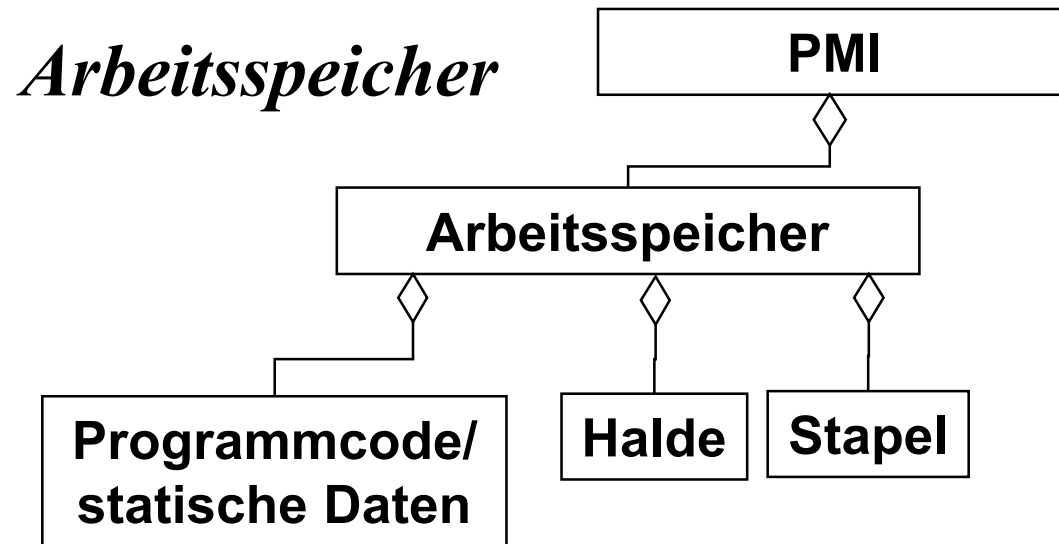 Arbeitsspeicher
PMI
Arbeitsspeicher
Programmcode/
statische Daten
Halde
Stapel